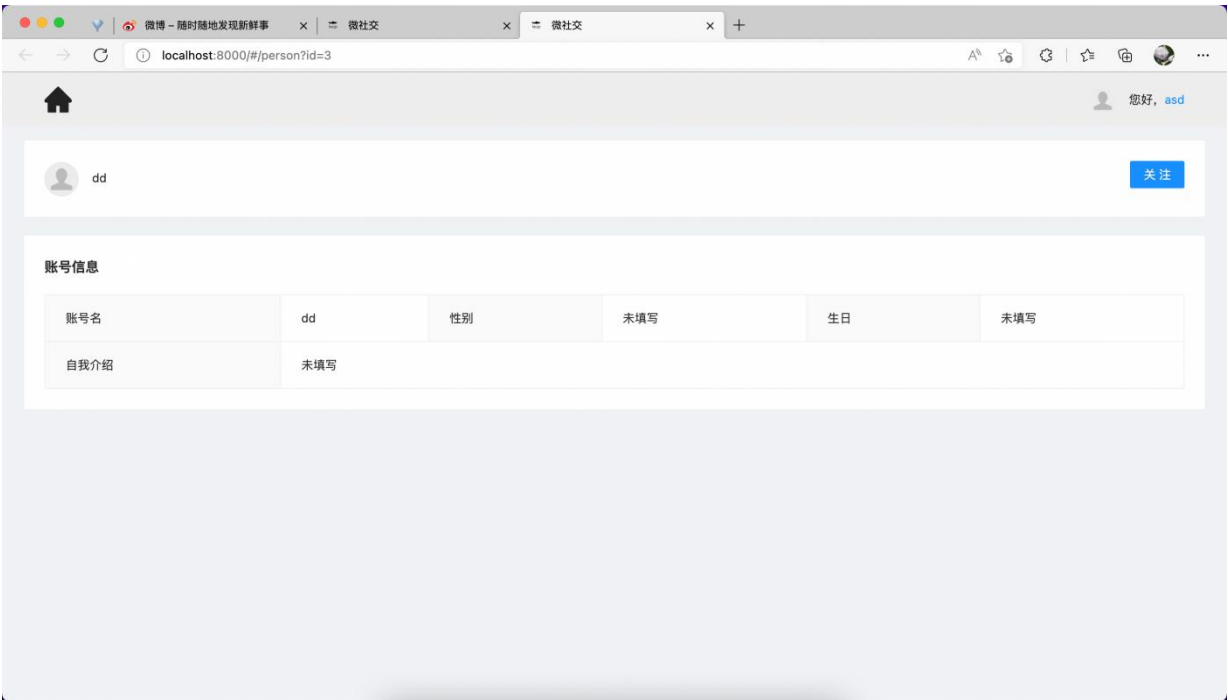 微博 – 随时随地发现新鲜事
微社交
微社交
localhost:8000/#/person?id=3
您好，asd
dd
关 注
账号信息
账号名 dd 性别 未填写 生日 未填写
自我介绍 未填写